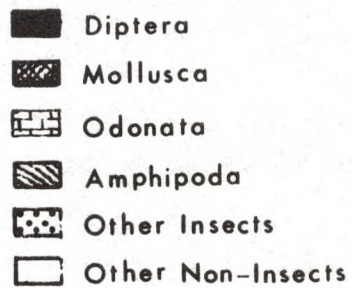 Diptera
Mollusca
Odonata
Amphipoda
Other Insects
Other Non-Insects